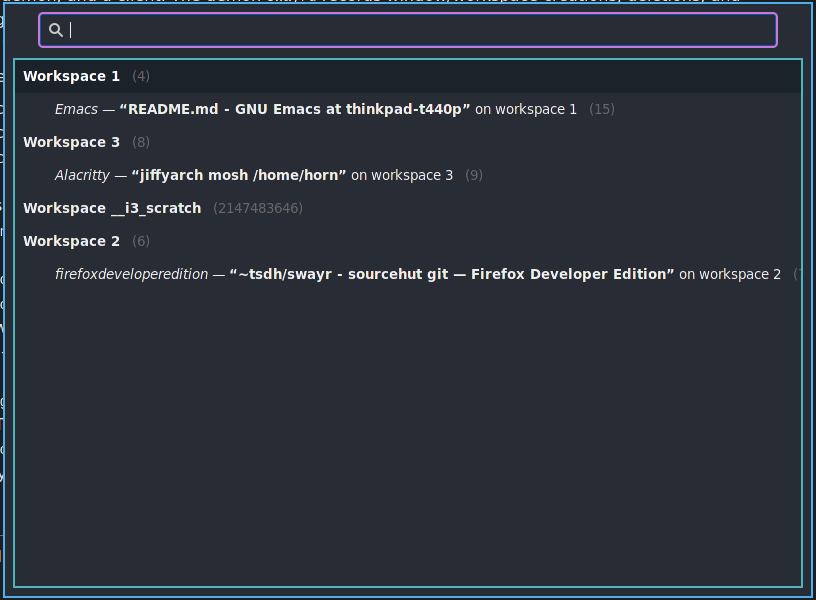 Workspace 1 (4)
Emacs — “README.md - GNU Emacs at thinkpad-t440p” on workspace 1 (15)
Workspace 3 (8)
Alacritty — “jiffyarch mosh /home/horn” on workspace 3 (9)
Workspace __i3_scratch (2147483646)
Workspace 2 (6)
firefoxdeveloperedition — “~tsdh/swayr - sourcehut git — Firefox Developer Edition” on workspace 2